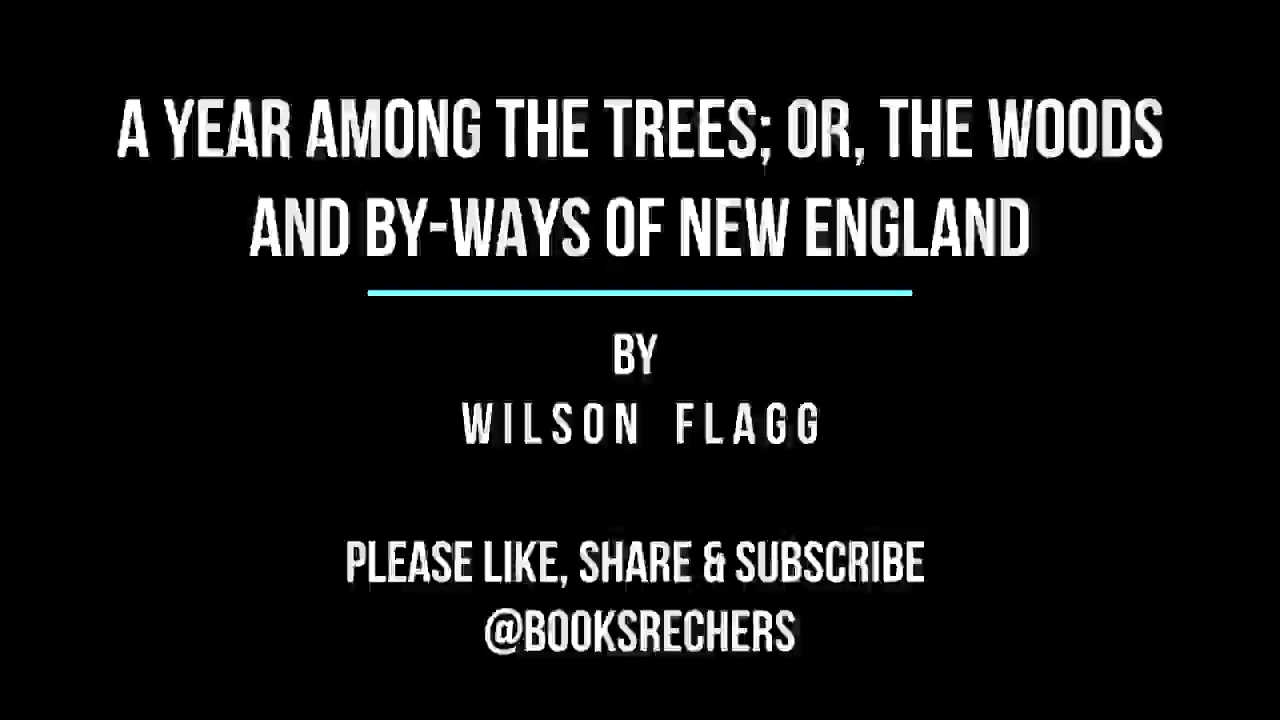 A YEAR AMONG THE TREES; OR, THE WOODS
AND BY-WAYS OF NEW ENGLAND
BY
WILSON FLAGG
PLEASE LIKE, SHARE & SUBSCRIBE
@BOOKSRECHERS